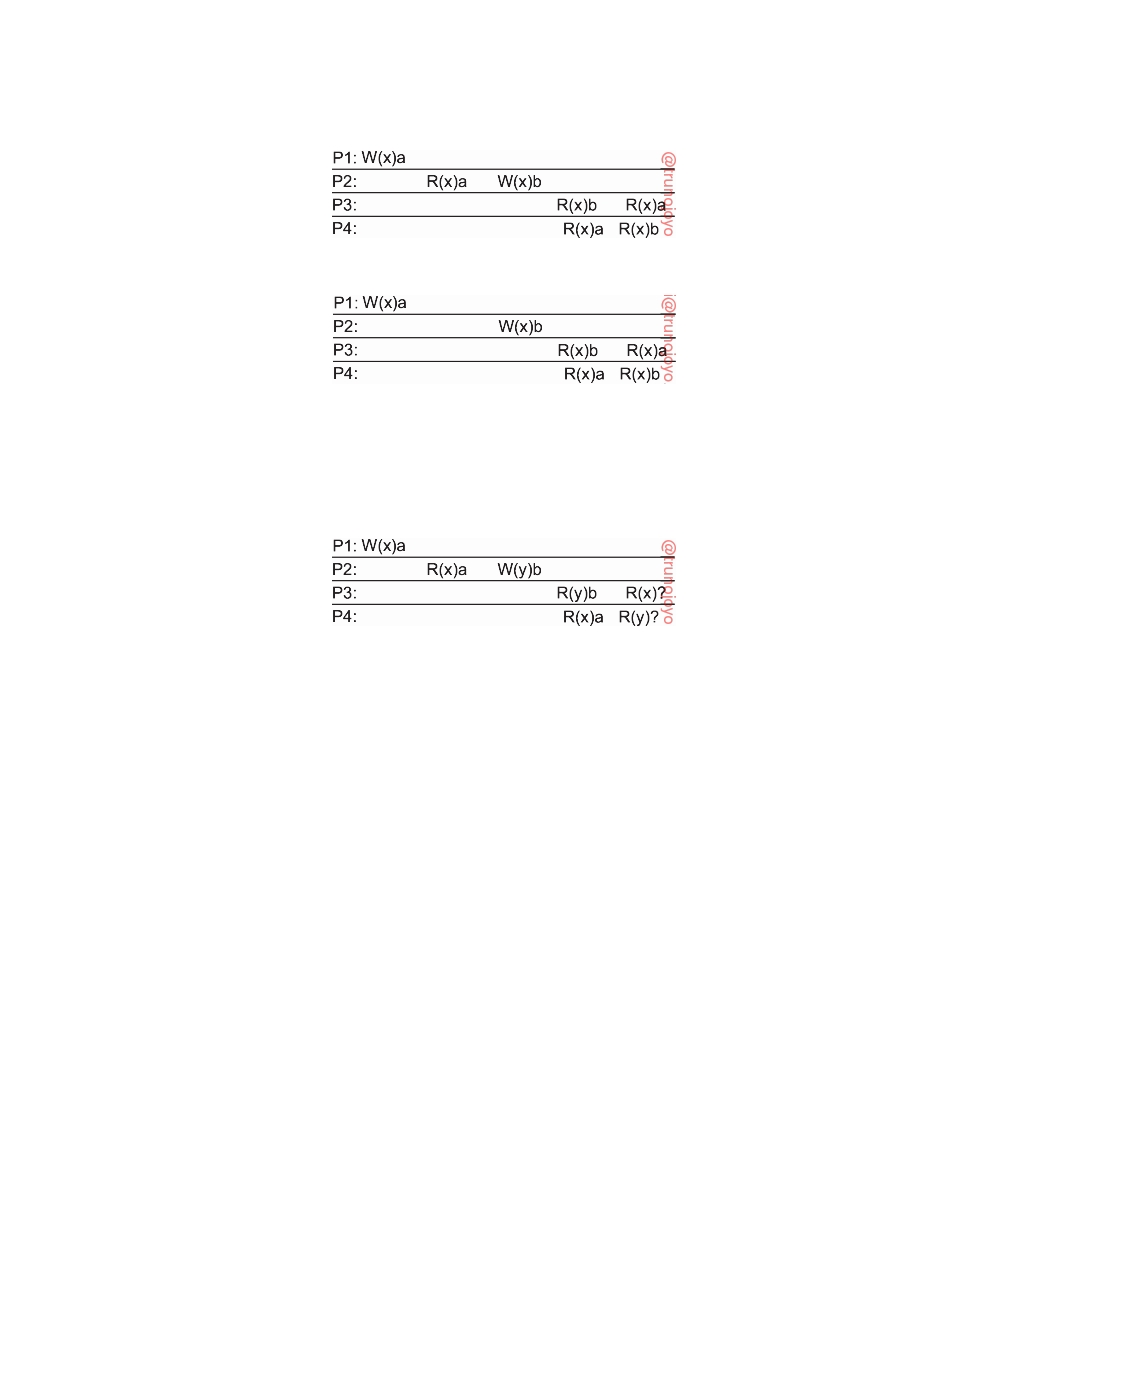 P1: W(x)a
P2: R(x)a W(x)b
P3: R(x)b R(x)a
P4: R(x)a R(x)b
P1: W(x)a
P2: W(x)b
P3: R(x)b R(x)a
P4: R(x)a R(x)b
P1: W(x)a
P2: R(x)a W(y)b
P3: R(y)b R(x)?
P4: R(x)a R(y)?